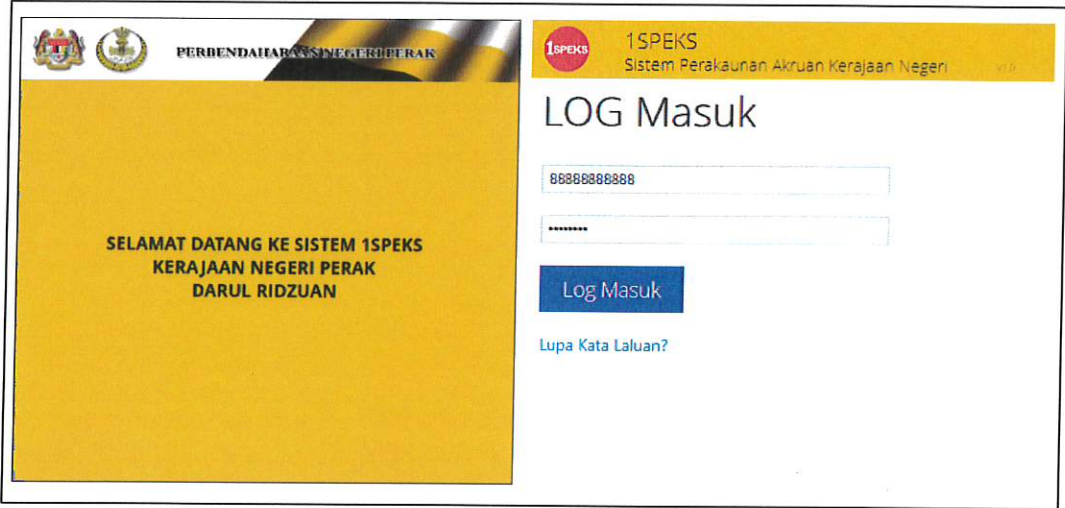 PERBENDAHARAAN NEGERI PERAK
SELAMAT DATANG KE SISTEM 1SPEKS
KERAJAAN NEGERI PERAK
DARUL RIDZUAN
1SPEKS
1SPEKS
Sistem Perakaunan Akruan Kerajaan Negeri
LOG Masuk
88888888888
••••••••
Log Masuk
Lupa Kata Laluan?